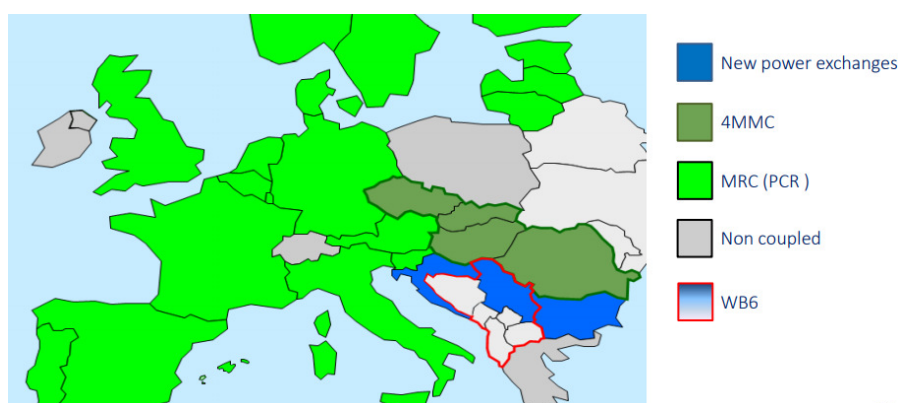 New power exchanges
4MMC
MRC (PCR )
Non coupled
WB6